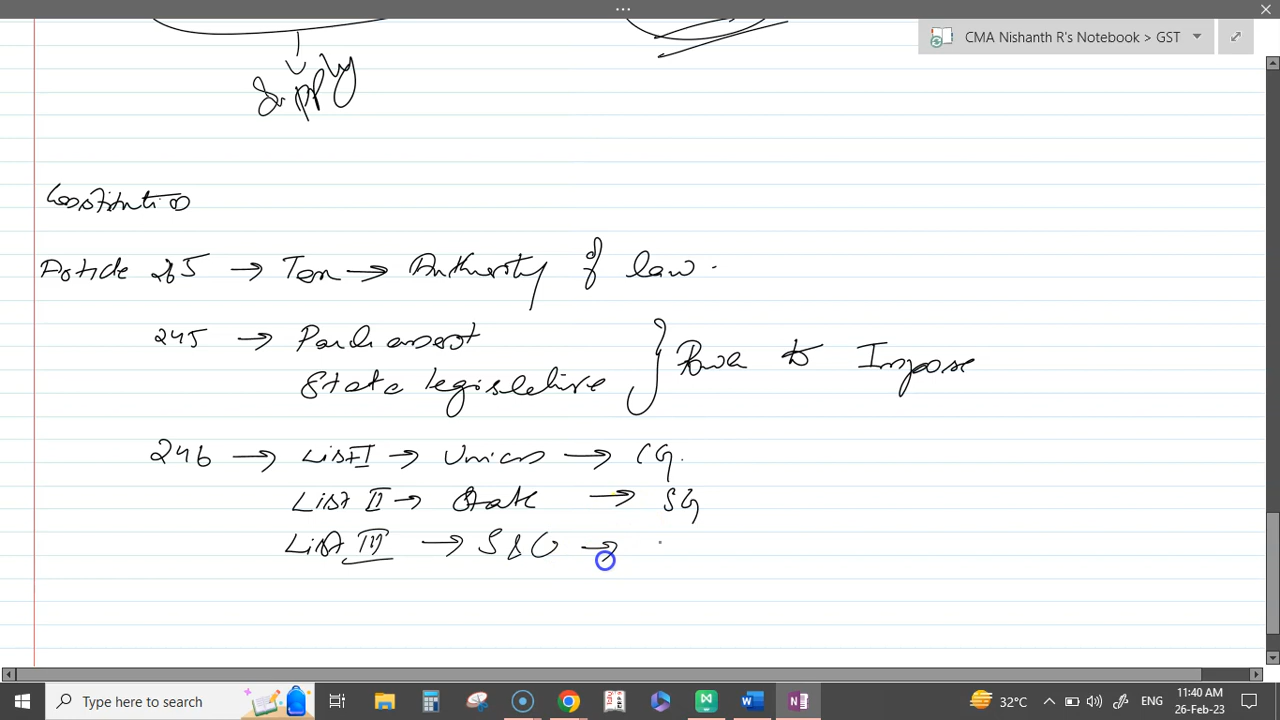 CMA Nishanth R's Notebook > GST
Supply
Constitution
Article 265 → Tax → Authority of law.
245 → Parliament
State legislative } Power to Impose
246 → List I → Union → CG.
List II → State → SG
List III → S & U →
Type here to search
32°C
ENG
11:40 AM
26-Feb-23